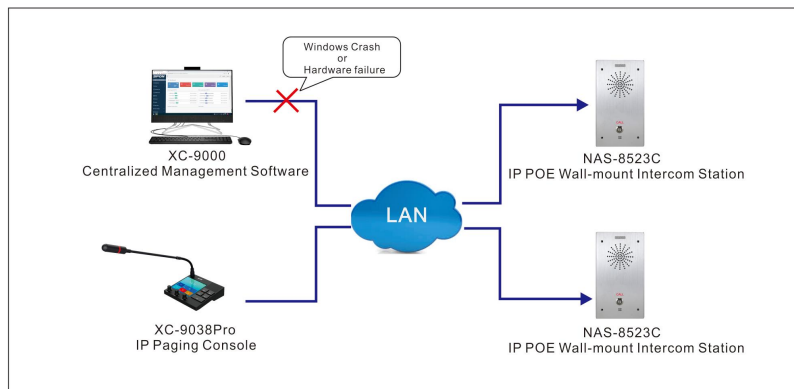 Windows Crash
or
Hardware failure
XC-9000
Centralized Management Software
LAN
NAS-8523C
IP POE Wall-mount Intercom Station
XC-9038Pro
IP Paging Console
NAS-8523C
IP POE Wall-mount Intercom Station